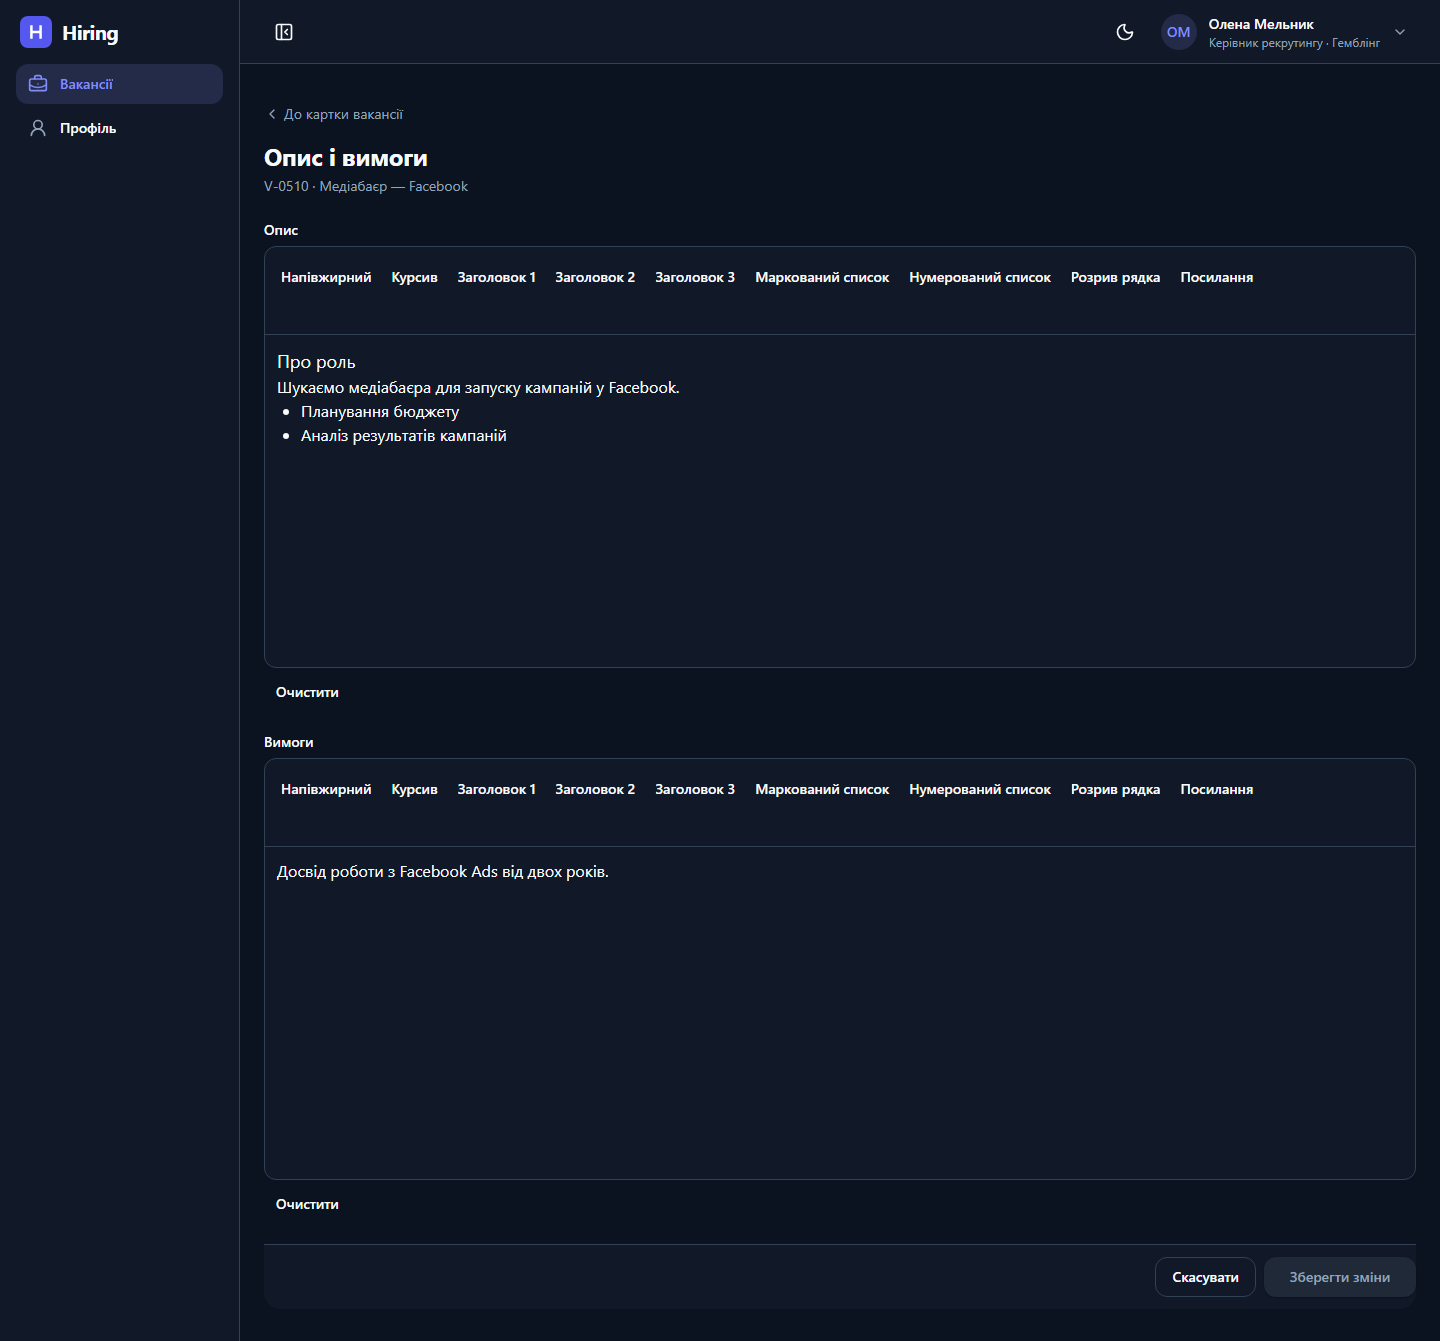 H Hiring
Вакансії
Профіль
ОМ
Олена Мельник
Керівник рекрутингу · Гемблінг
До картки вакансії
Опис і вимоги
V-0510 · Медіабаєр — Facebook
Опис
Напівжирний Курсив Заголовок 1 Заголовок 2 Заголовок 3 Маркований список Нумерований список Розрив рядка Посилання
Про роль
Шукаємо медіабаєра для запуску кампаній у Facebook.
Планування бюджету
Аналіз результатів кампаній
Очистити
Вимоги
Напівжирний Курсив Заголовок 1 Заголовок 2 Заголовок 3 Маркований список Нумерований список Розрив рядка Посилання
Досвід роботи з Facebook Ads від двох років.
Очистити
Скасувати Зберегти зміни